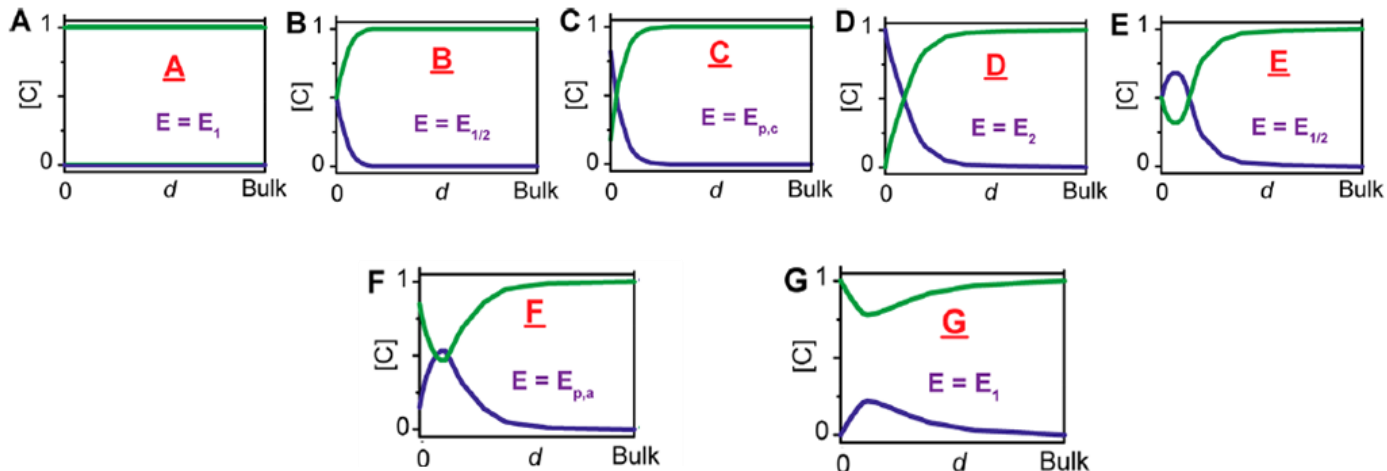 A
1
[C]
0
A
E = E1
0
d
Bulk
B
1
[C]
0
B
E = E1/2
0
d
Bulk
C
1
[C]
0
C
E = Ep,c
0
d
Bulk
D
1
[C]
0
D
E = E2
0
d
Bulk
E
1
[C]
0
E
E = E1/2
0
d
Bulk
F
1
[C]
0
F
E = Ep,a
0
d
Bulk
G
1
[C]
0
G
E = E1
0
d
Bulk